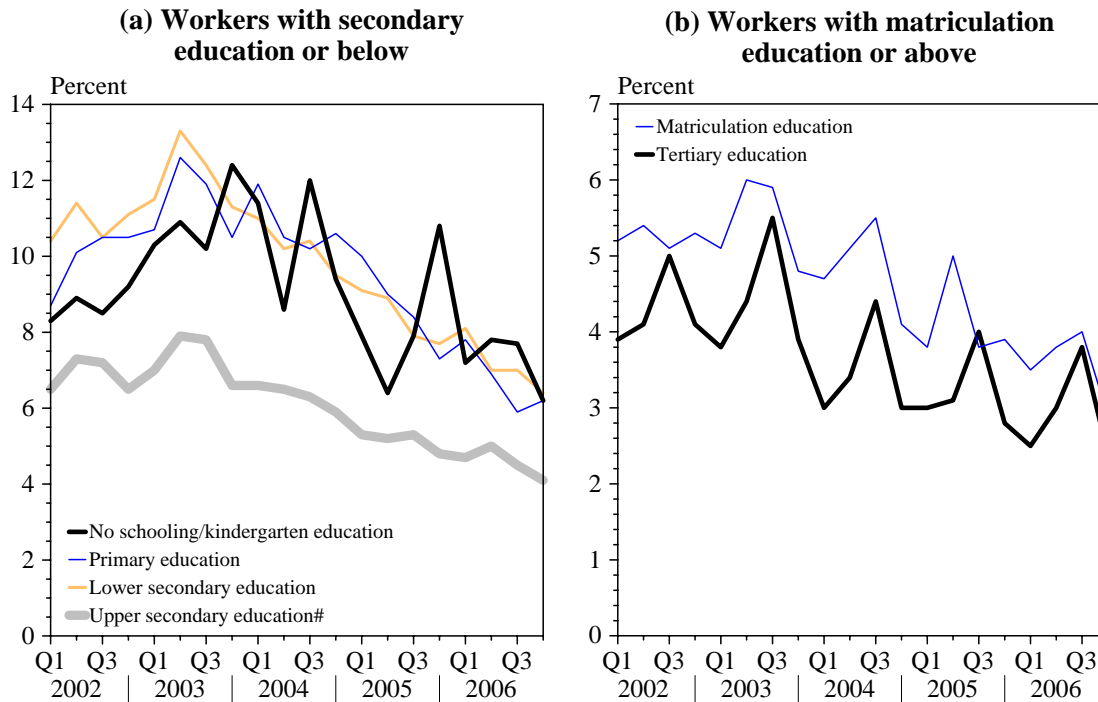 (a) Workers with secondary
education or below
Percent
14
12
10
8
6
4
2
0
No schooling/kindergarten education
Primary education
Lower secondary education
Upper secondary education#
Q1 Q3 Q1 Q3 Q1 Q3 Q1 Q3 Q1 Q3
2002 2003 2004 2005 2006
(b) Workers with matriculation
education or above
Percent
7
6
5
4
3
2
1
0
Matriculation education
Tertiary education
Q1 Q3 Q1 Q3 Q1 Q3 Q1 Q3 Q1 Q3
2002 2003 2004 2005 2006